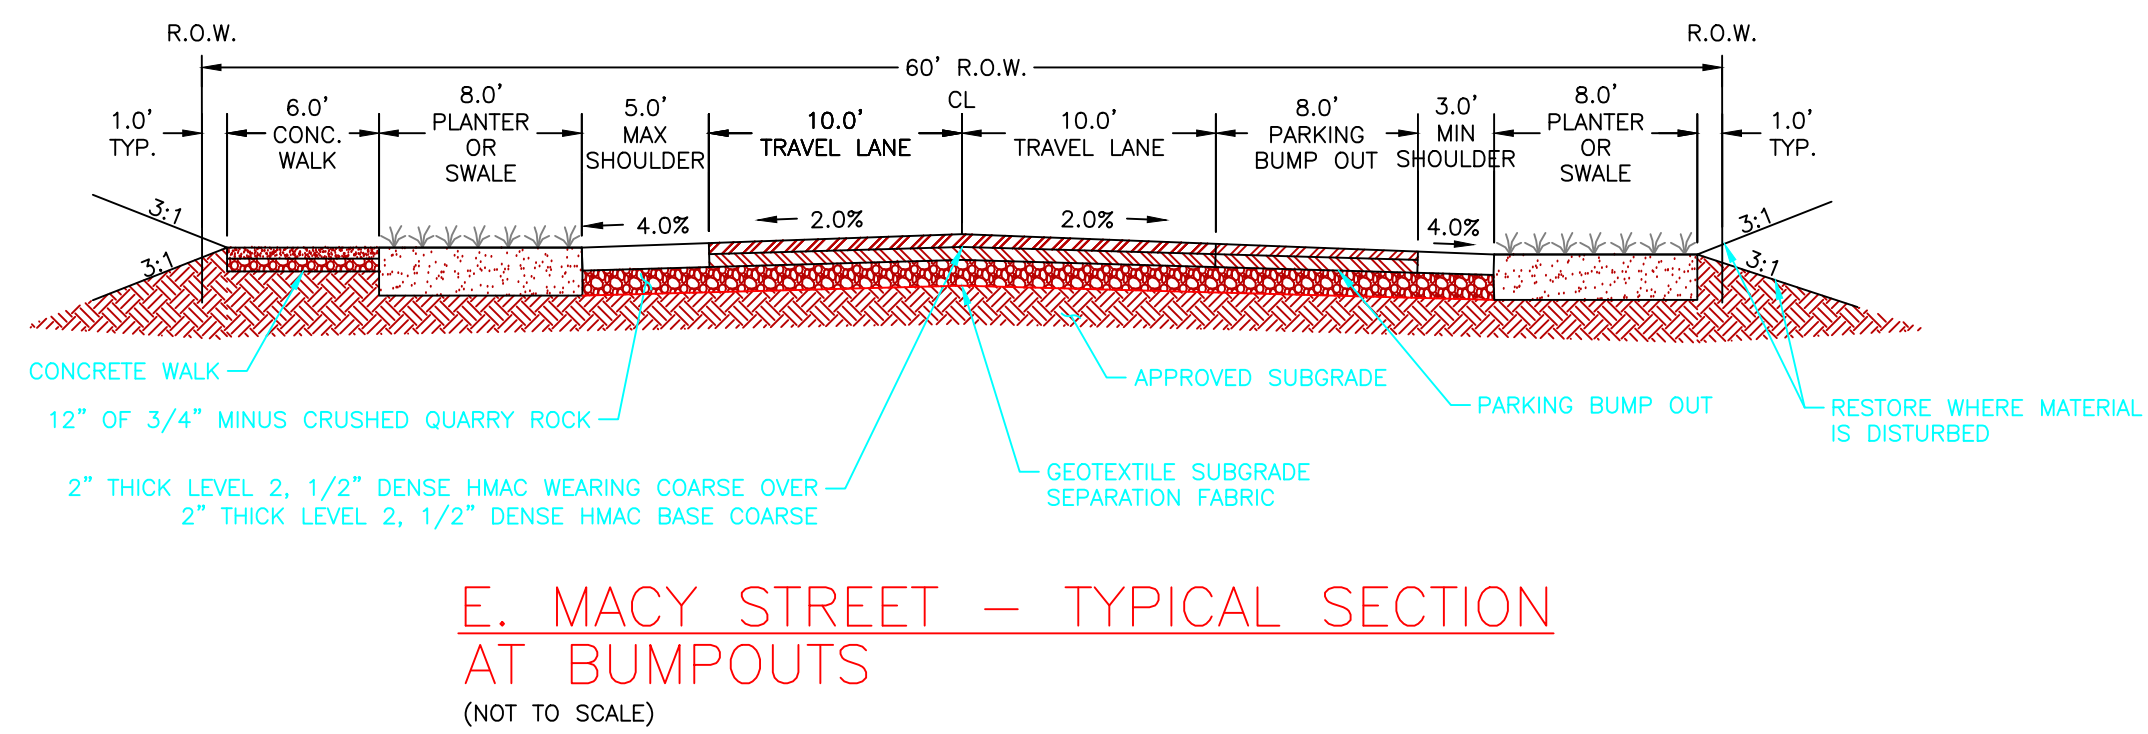 R.O.W.
R.O.W.
60' R.O.W.
CL
1.0'
TYP.
6.0'
CONC.
WALK
8.0'
PLANTER
OR
SWALE
5.0'
MAX
SHOULDER
10.0'
TRAVEL LANE
10.0'
TRAVEL LANE
8.0'
PARKING
BUMP OUT
3.0'
MIN
SHOULDER
8.0'
PLANTER
OR
SWALE
1.0'
TYP.
3:1
3:1
4.0%
2.0%
2.0%
4.0%
3:1
3:1
CONCRETE WALK
12" OF 3/4" MINUS CRUSHED QUARRY ROCK
2" THICK LEVEL 2, 1/2" DENSE HMAC WEARING COARSE OVER
2" THICK LEVEL 2, 1/2" DENSE HMAC BASE COARSE
GEOTEXTILE SUBGRADE
SEPARATION FABRIC
APPROVED SUBGRADE
PARKING BUMP OUT
RESTORE WHERE MATERIAL
IS DISTURBED
E. MACY STREET – TYPICAL SECTION
AT BUMPOUTS
(NOT TO SCALE)